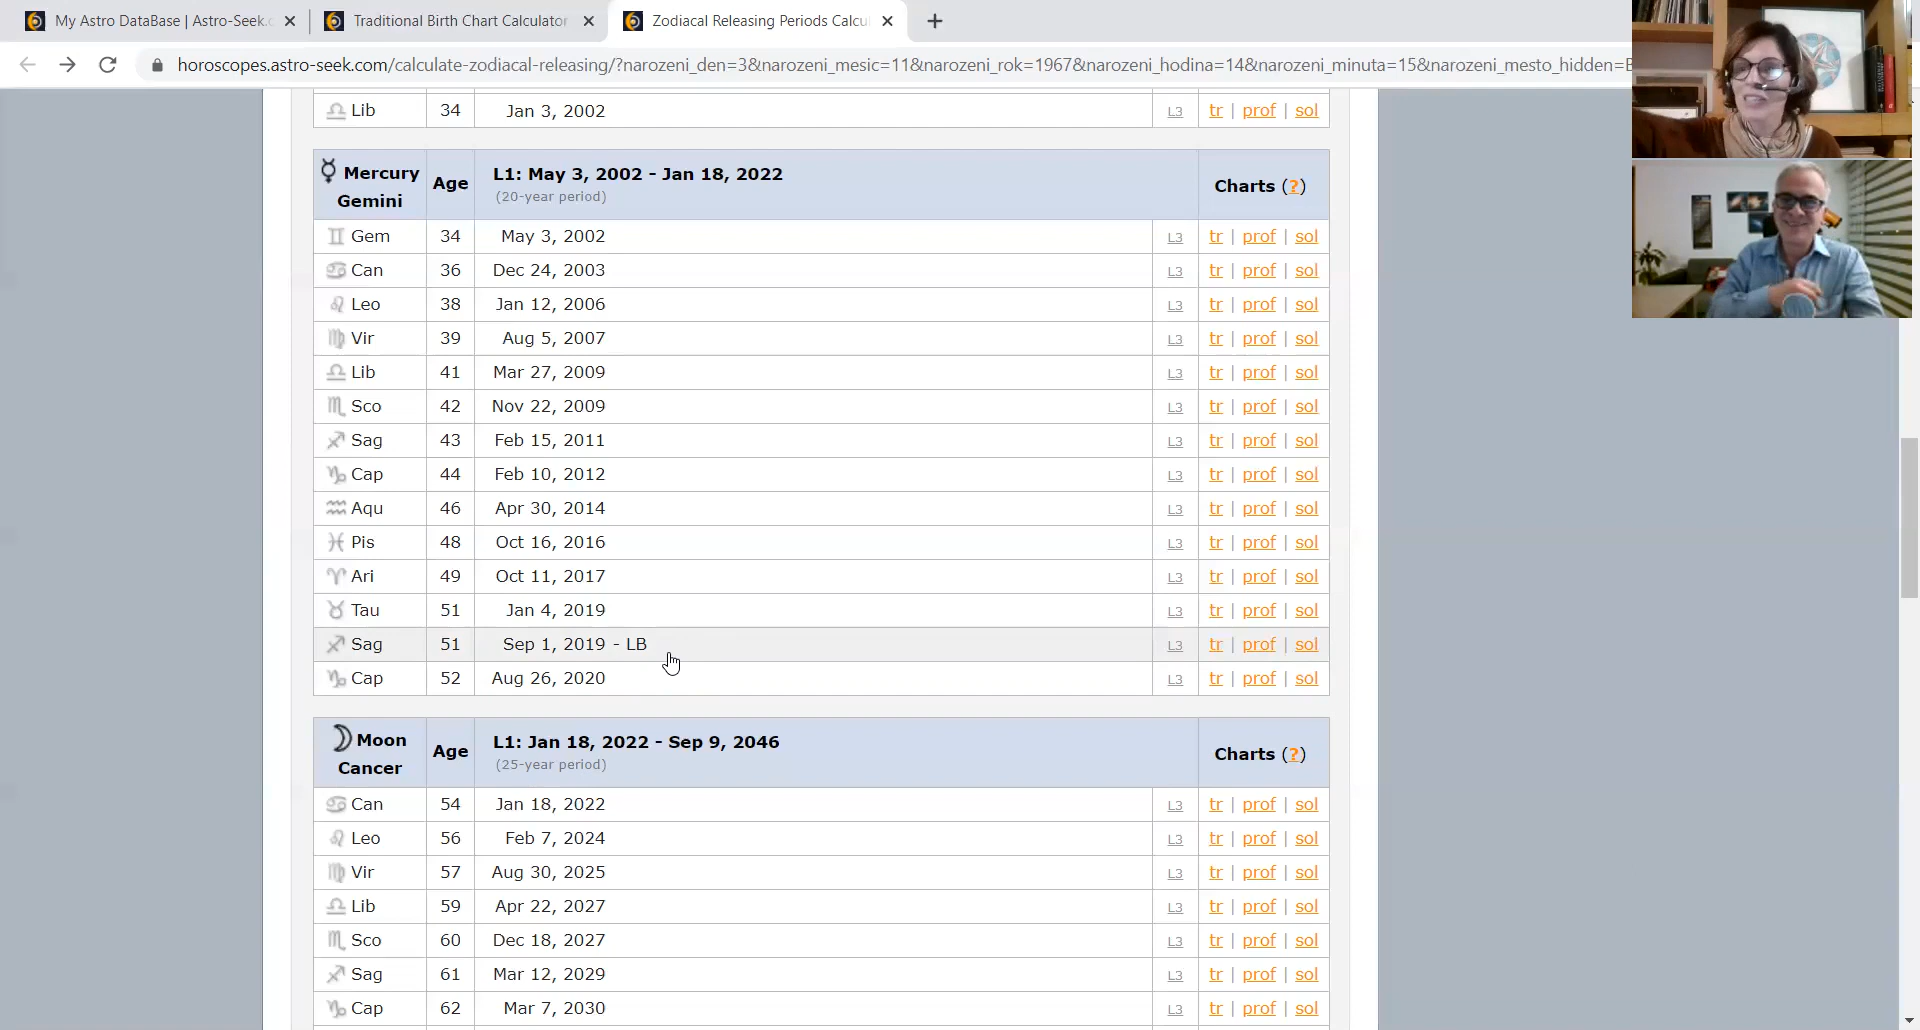 My Astro DataBase | Astro-Seek.c
Traditional Birth Chart Calculator
Zodiacal Releasing Periods Calcu
horoscopes.astro-seek.com/calculate-zodiacal-releasing/?narozeni_den=3&narozeni_mesic=11&narozeni_rok=1967&narozeni_hodina=14&narozeni_minuta=15&narozeni_mesto_hidden=B
Lib 34 Jan 3, 2002 L3 tr | prof | sol
Mercury Gemini Age L1: May 3, 2002 - Jan 18, 2022 Charts (?)
(20-year period)
Gem 34 May 3, 2002 L3 tr | prof | sol
Can 36 Dec 24, 2003 L3 tr | prof | sol
Leo 38 Jan 12, 2006 L3 tr | prof | sol
Vir 39 Aug 5, 2007 L3 tr | prof | sol
Lib 41 Mar 27, 2009 L3 tr | prof | sol
Sco 42 Nov 22, 2009 L3 tr | prof | sol
Sag 43 Feb 15, 2011 L3 tr | prof | sol
Cap 44 Feb 10, 2012 L3 tr | prof | sol
Aqu 46 Apr 30, 2014 L3 tr | prof | sol
Pis 48 Oct 16, 2016 L3 tr | prof | sol
Ari 49 Oct 11, 2017 L3 tr | prof | sol
Tau 51 Jan 4, 2019 L3 tr | prof | sol
Sag 51 Sep 1, 2019 - LB L3 tr | prof | sol
Cap 52 Aug 26, 2020 L3 tr | prof | sol
Moon Cancer Age L1: Jan 18, 2022 - Sep 9, 2046 Charts (?)
(25-year period)
Can 54 Jan 18, 2022 L3 tr | prof | sol
Leo 56 Feb 7, 2024 L3 tr | prof | sol
Vir 57 Aug 30, 2025 L3 tr | prof | sol
Lib 59 Apr 22, 2027 L3 tr | prof | sol
Sco 60 Dec 18, 2027 L3 tr | prof | sol
Sag 61 Mar 12, 2029 L3 tr | prof | sol
Cap 62 Mar 7, 2030 L3 tr | prof | sol